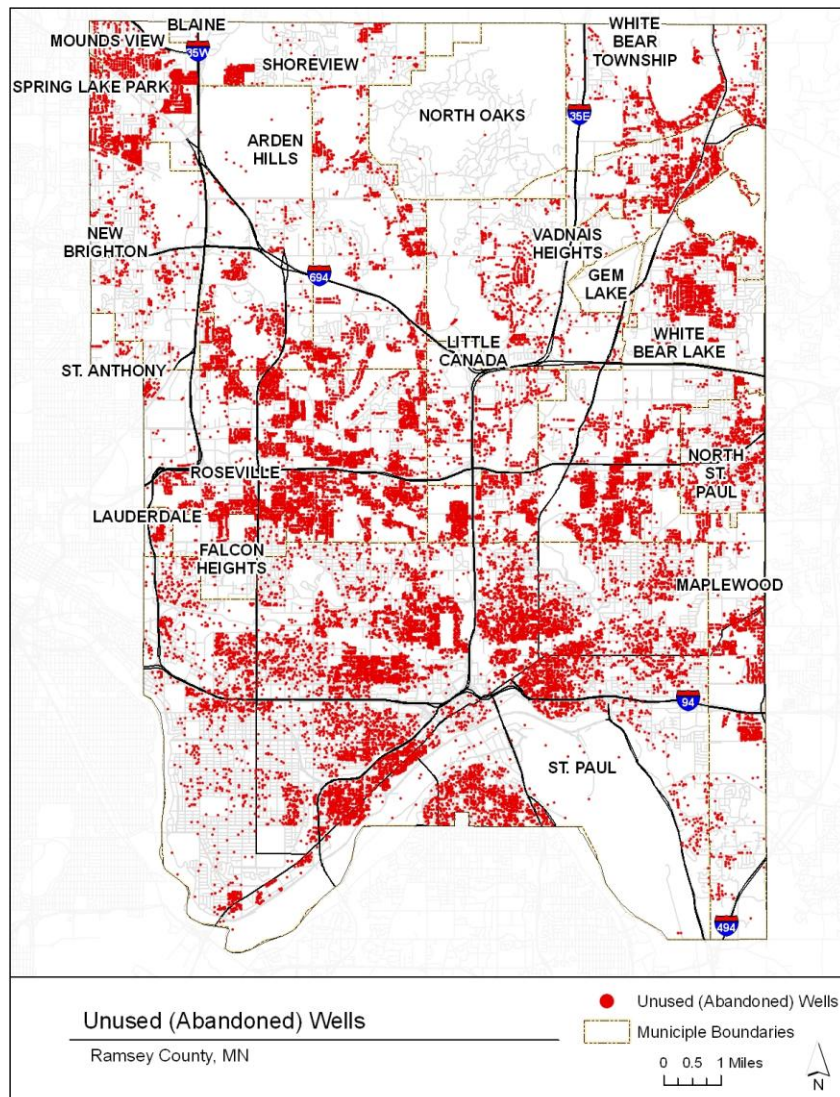 BLAINE
MOUNDS VIEW
35W
SPRING LAKE PARK
SHOREVIEW
WHITE
BEAR
TOWNSHIP
NORTH OAKS
35E
ARDEN
HILLS
NEW
BRIGHTON
694
VADNAIS
HEIGHTS
GEM
LAKE
LITTLE
CANADA
WHITE
BEAR LAKE
ST. ANTHONY
ROSEVILLE
NORTH
ST.
PAUL
LAUDERDALE
FALCON
HEIGHTS
MAPLEWOOD
94
ST. PAUL
494
Unused (Abandoned) Wells
Ramsey County, MN
Unused (Abandoned) Wells
Municiple Boundaries
0 0.5 1 Miles
N